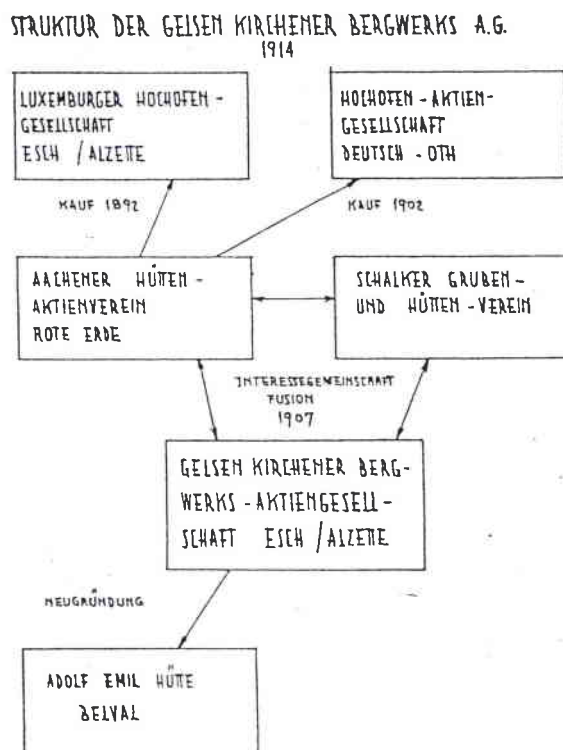 STRUKTUR DER GELSEN KIRCHENER BERGWERKS A.G.
1914
LUXEMBURGER HOCHOFEN -
GESELLSCHAFT
ESCH / ALZETTE
HOCHOFEN - AKTIEN-
GESELLSCHAFT
DEUTSCH - OTH
KAUF 1892
KAUF 1902
AACHENER HÜTTEN -
AKTIENVEREIN
ROTE ERDE
SCHALKER GRUBEN-
UND HÜTTEN - VEREIN
INTERESSEGEMEINSCHAFT
FUSION
1907
GELSEN KIRCHENER BERG-
WERKS - AKTIENGESELL -
SCHAFT ESCH / ALZETTE
NEUGRÜNDUNG
ADOLF EMIL HÜTTE
BELVAL